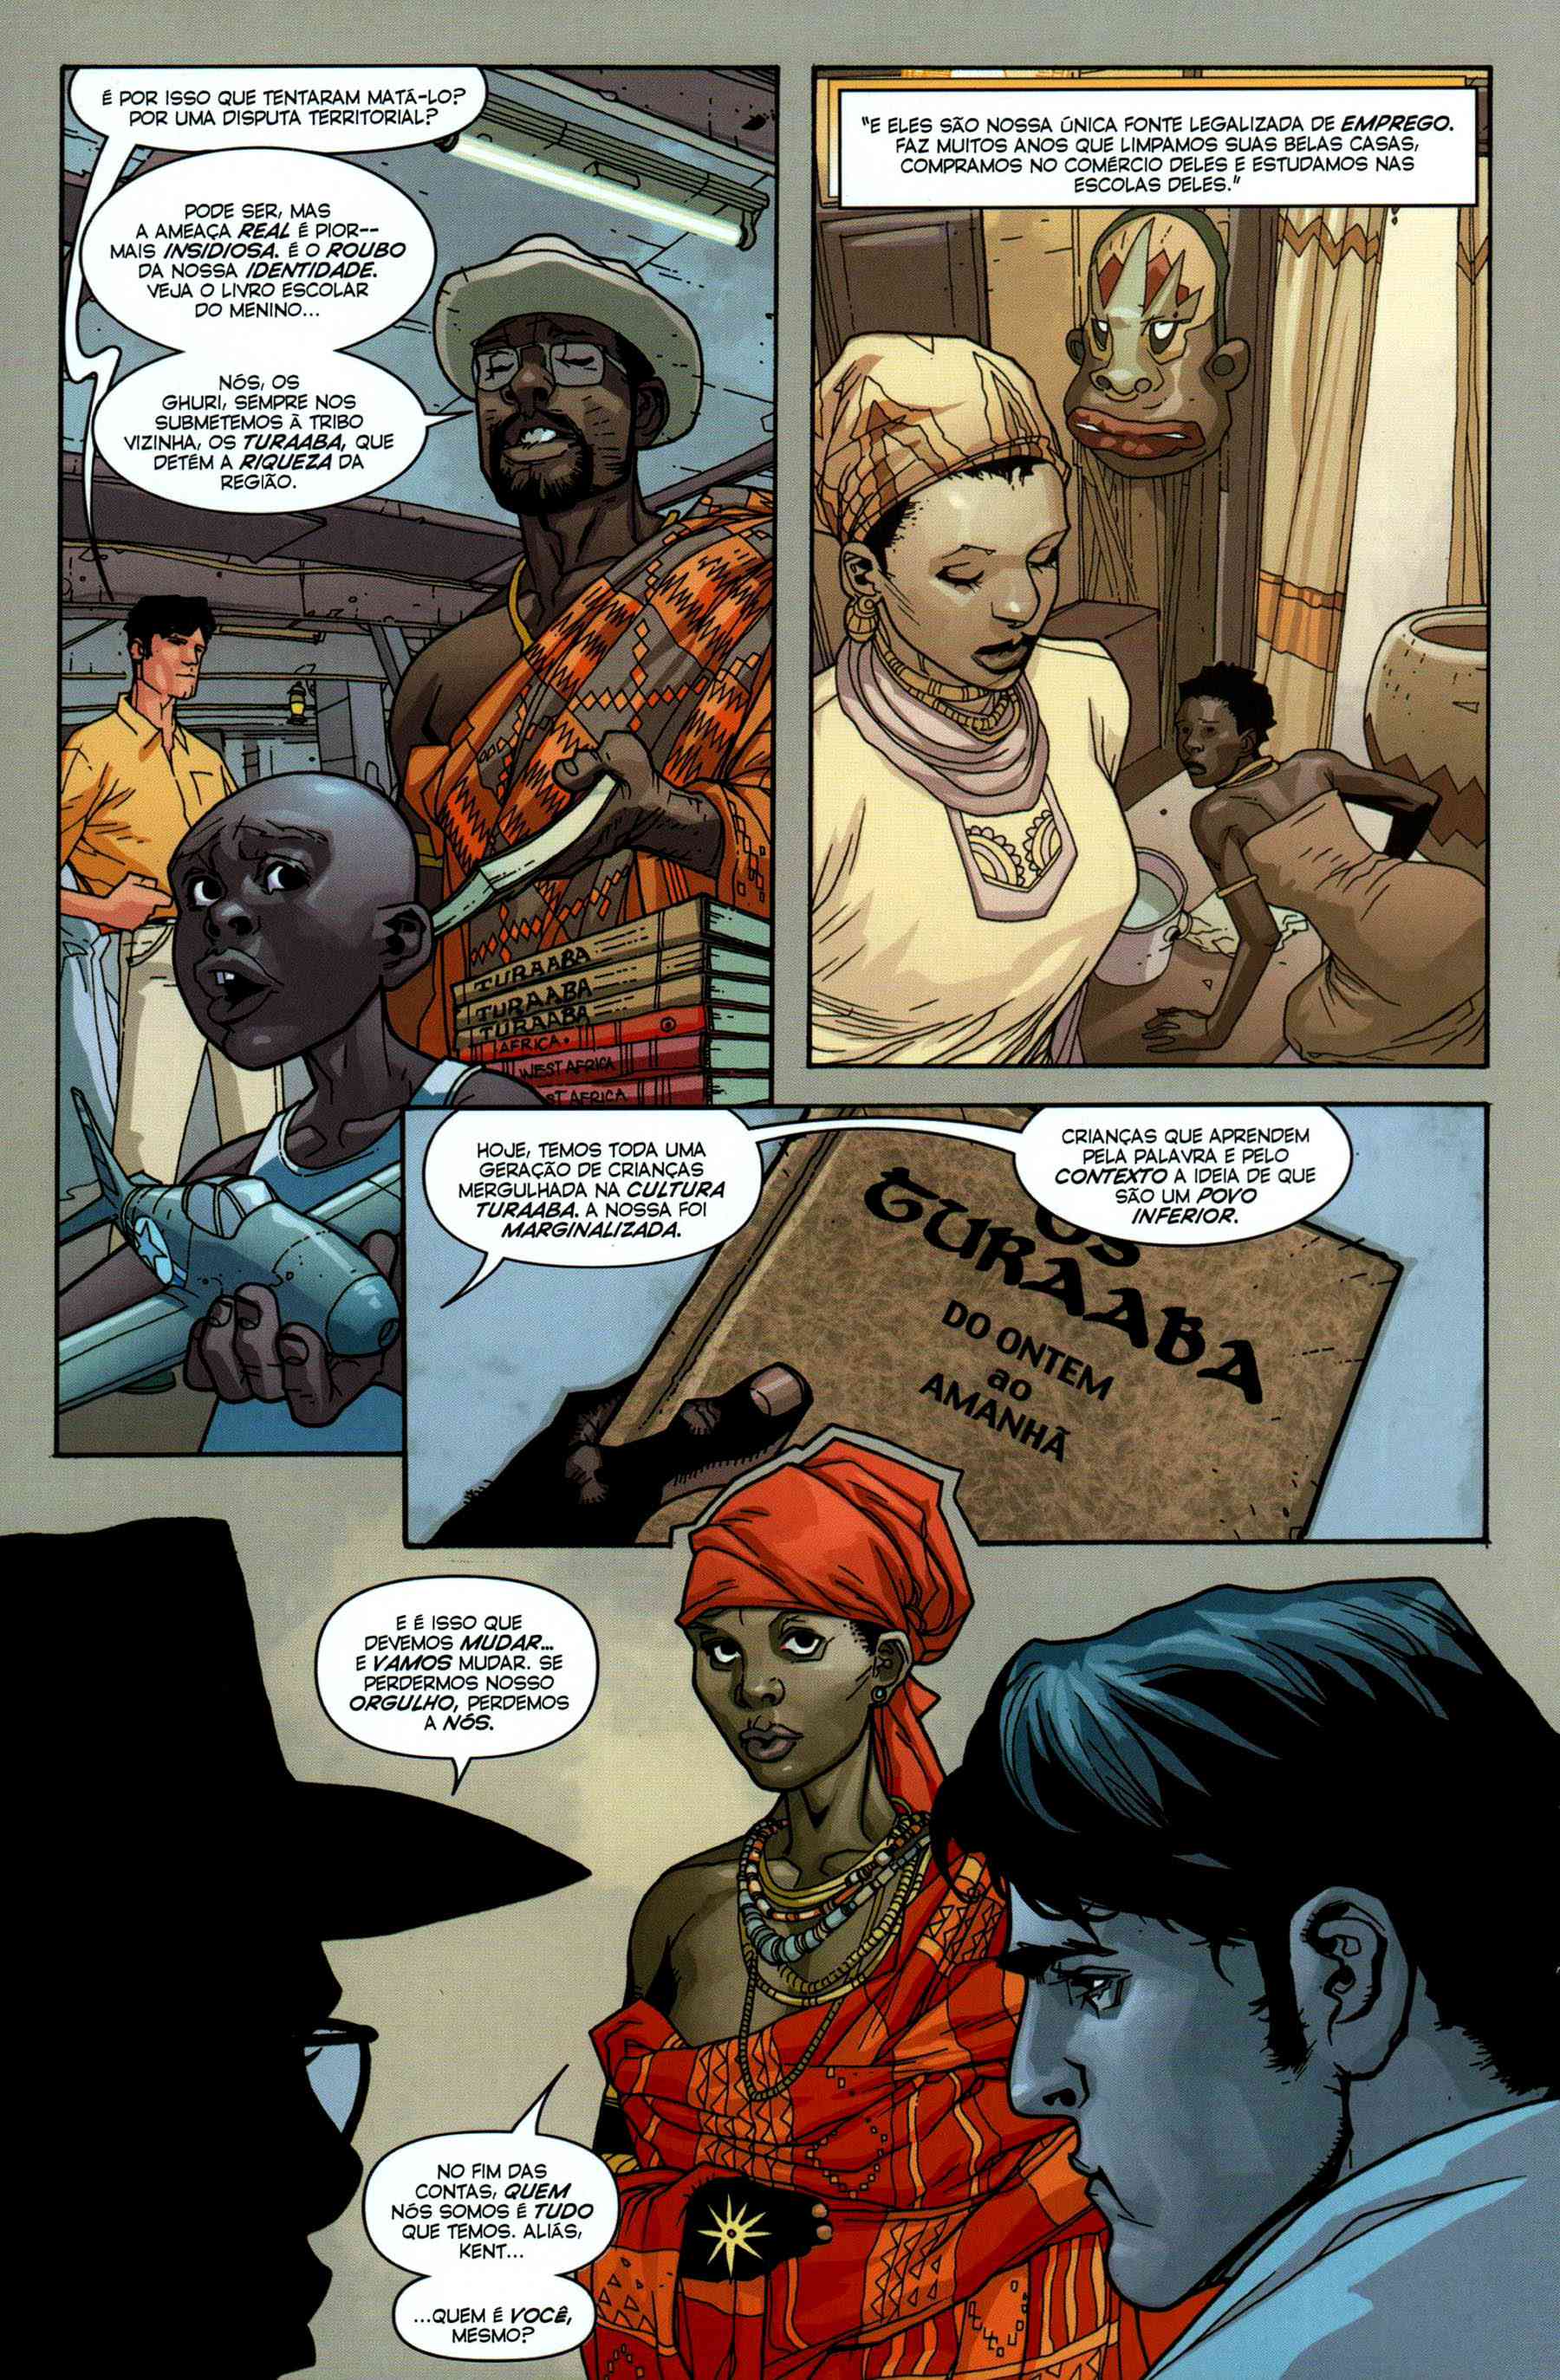 É POR ISSO QUE TENTARAM MATÁ-LO?
POR UMA DISPUTA TERRITORIAL?
PODE SER, MAS
A AMEAÇA REAL É PIOR--
MAIS INSIDIOSA. É O ROUBO
DA NOSSA IDENTIDADE.
VEJA O LIVRO ESCOLAR
DO MENINO...
NÓS, OS
GHURI, SEMPRE NOS
SUBMETEMOS À TRIBO
VIZINHA, OS TURAABA, QUE
DETÉM A RIQUEZA DA
REGIÃO.
TURAABA
TURAABA
TURAABA
AFRICA.
WEST AFRICA
ST AFRICA
"E ELES SÃO NOSSA ÚNICA FONTE LEGALIZADA DE EMPREGO.
FAZ MUITOS ANOS QUE LIMPAMOS SUAS BELAS CASAS,
COMPRAMOS NO COMÉRCIO DELES E ESTUDAMOS NAS
ESCOLAS DELES."
HOJE, TEMOS TODA UMA
GERAÇÃO DE CRIANÇAS
MERGULHADA NA CULTURA
TURAABA. A NOSSA FOI
MARGINALIZADA.
CRIANÇAS QUE APRENDEM
PELA PALAVRA E PELO
CONTEXTO A IDEIA DE QUE
SÃO UM POVO
INFERIOR.
OS
TURAABA
DO ONTEM
ao
AMANHÃ
E É ISSO QUE
DEVEMOS MUDAR...
E VAMOS MUDAR. SE
PERDERMOS NOSSO
ORGULHO, PERDEMOS
A NÓS.
NO FIM DAS
CONTAS, QUEM
NÓS SOMOS É TUDO
QUE TEMOS. ALIÁS,
KENT...
...QUEM É VOCÊ,
MESMO?